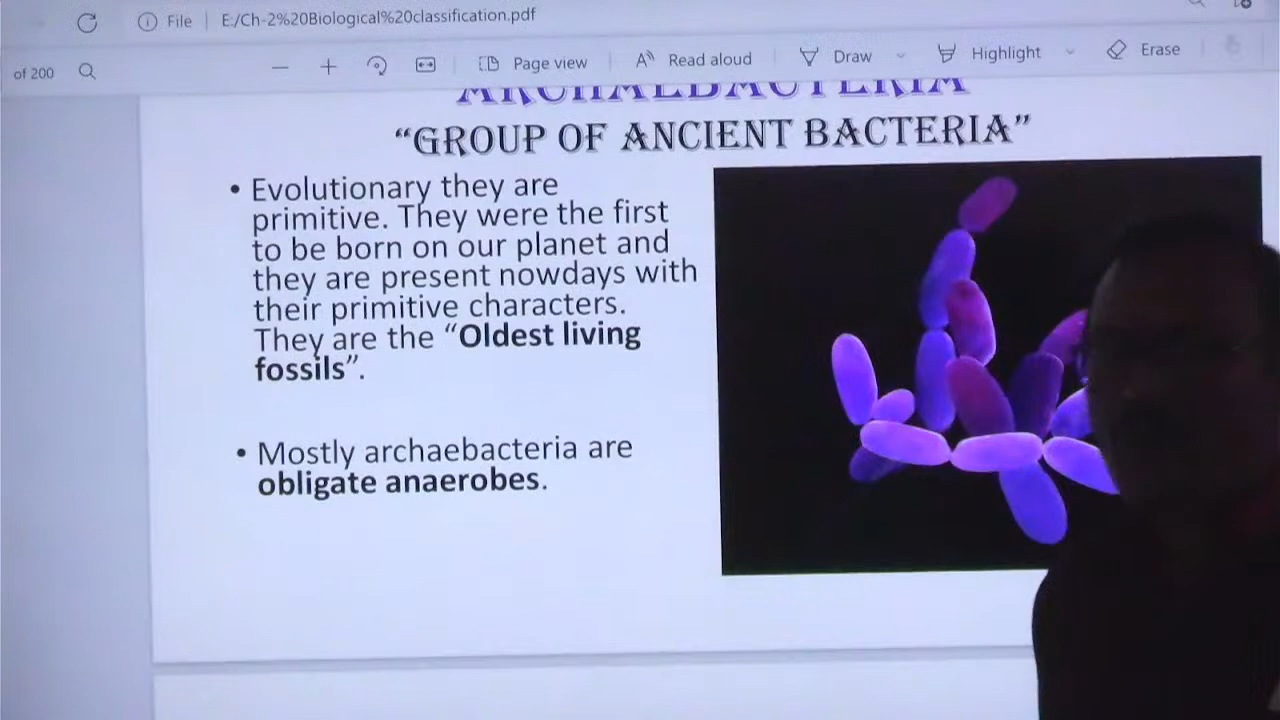 File | E:/Ch-2%20Biological%20classification.pdf
of 200
Page view
Read aloud
Draw
Highlight
Erase
ARCHAEBACTERIA
“GROUP OF ANCIENT BACTERIA”
• Evolutionary they are
primitive. They were the first
to be born on our planet and
they are present nowdays with
their primitive characters.
They are the “Oldest living
fossils”.
• Mostly archaebacteria are
obligate anaerobes.